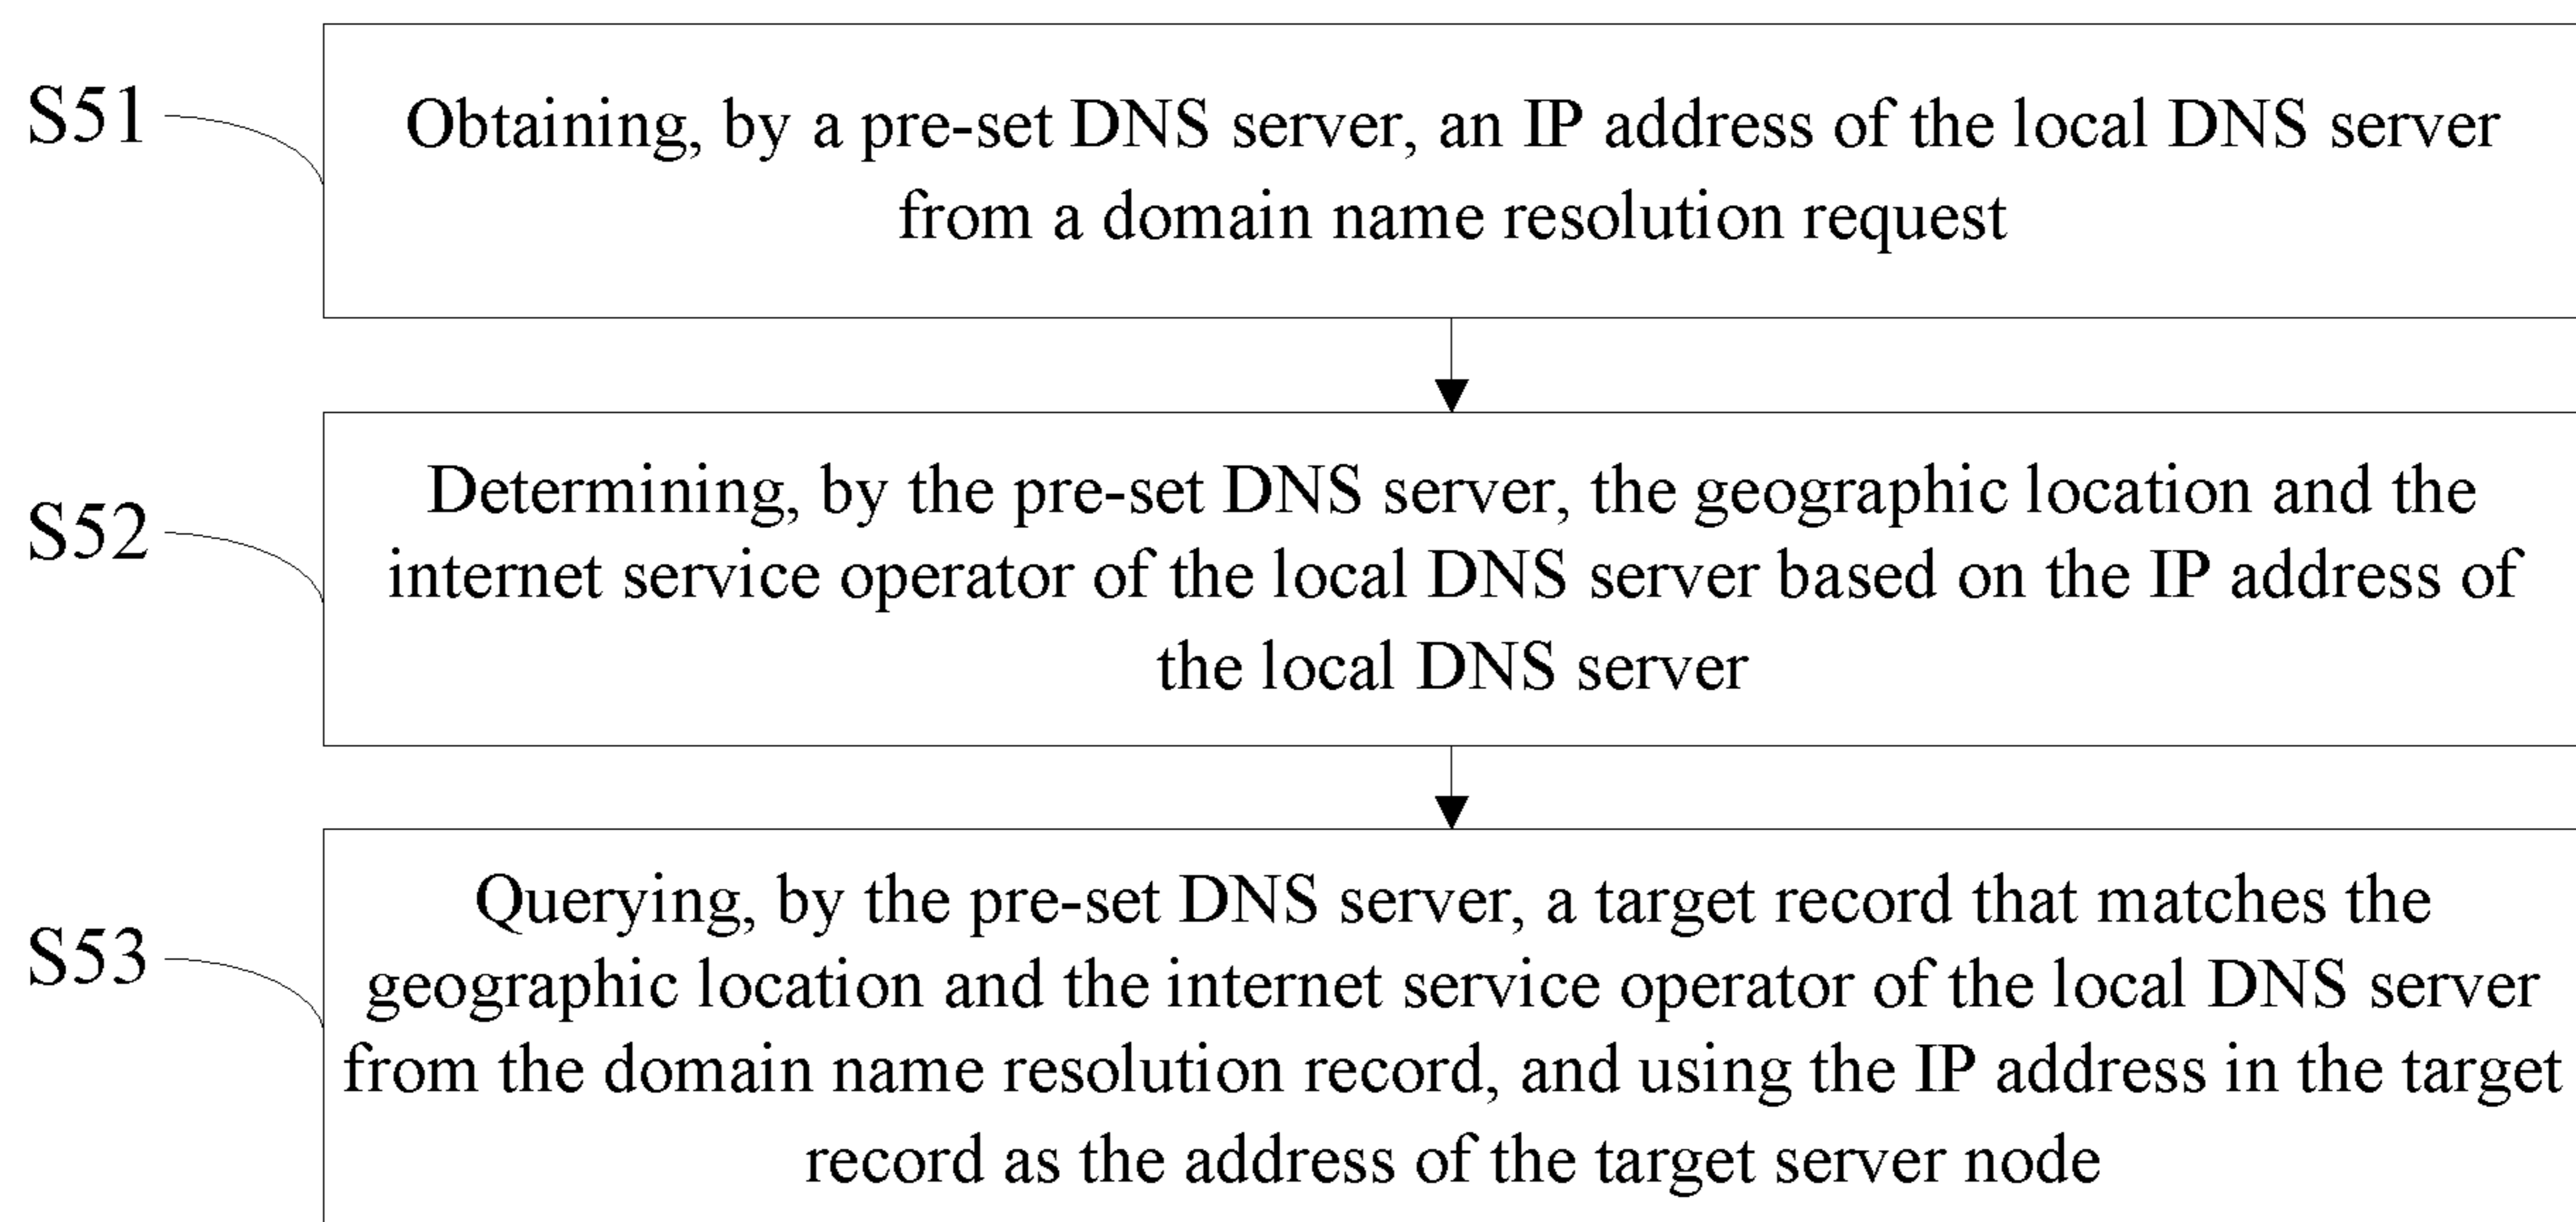 S51
Obtaining, by a pre-set DNS server, an IP address of the local DNS server
from a domain name resolution request
S52
Determining, by the pre-set DNS server, the geographic location and the
internet service operator of the local DNS server based on the IP address of
the local DNS server
S53
Querying, by the pre-set DNS server, a target record that matches the
geographic location and the internet service operator of the local DNS server
from the domain name resolution record, and using the IP address in the target
record as the address of the target server node